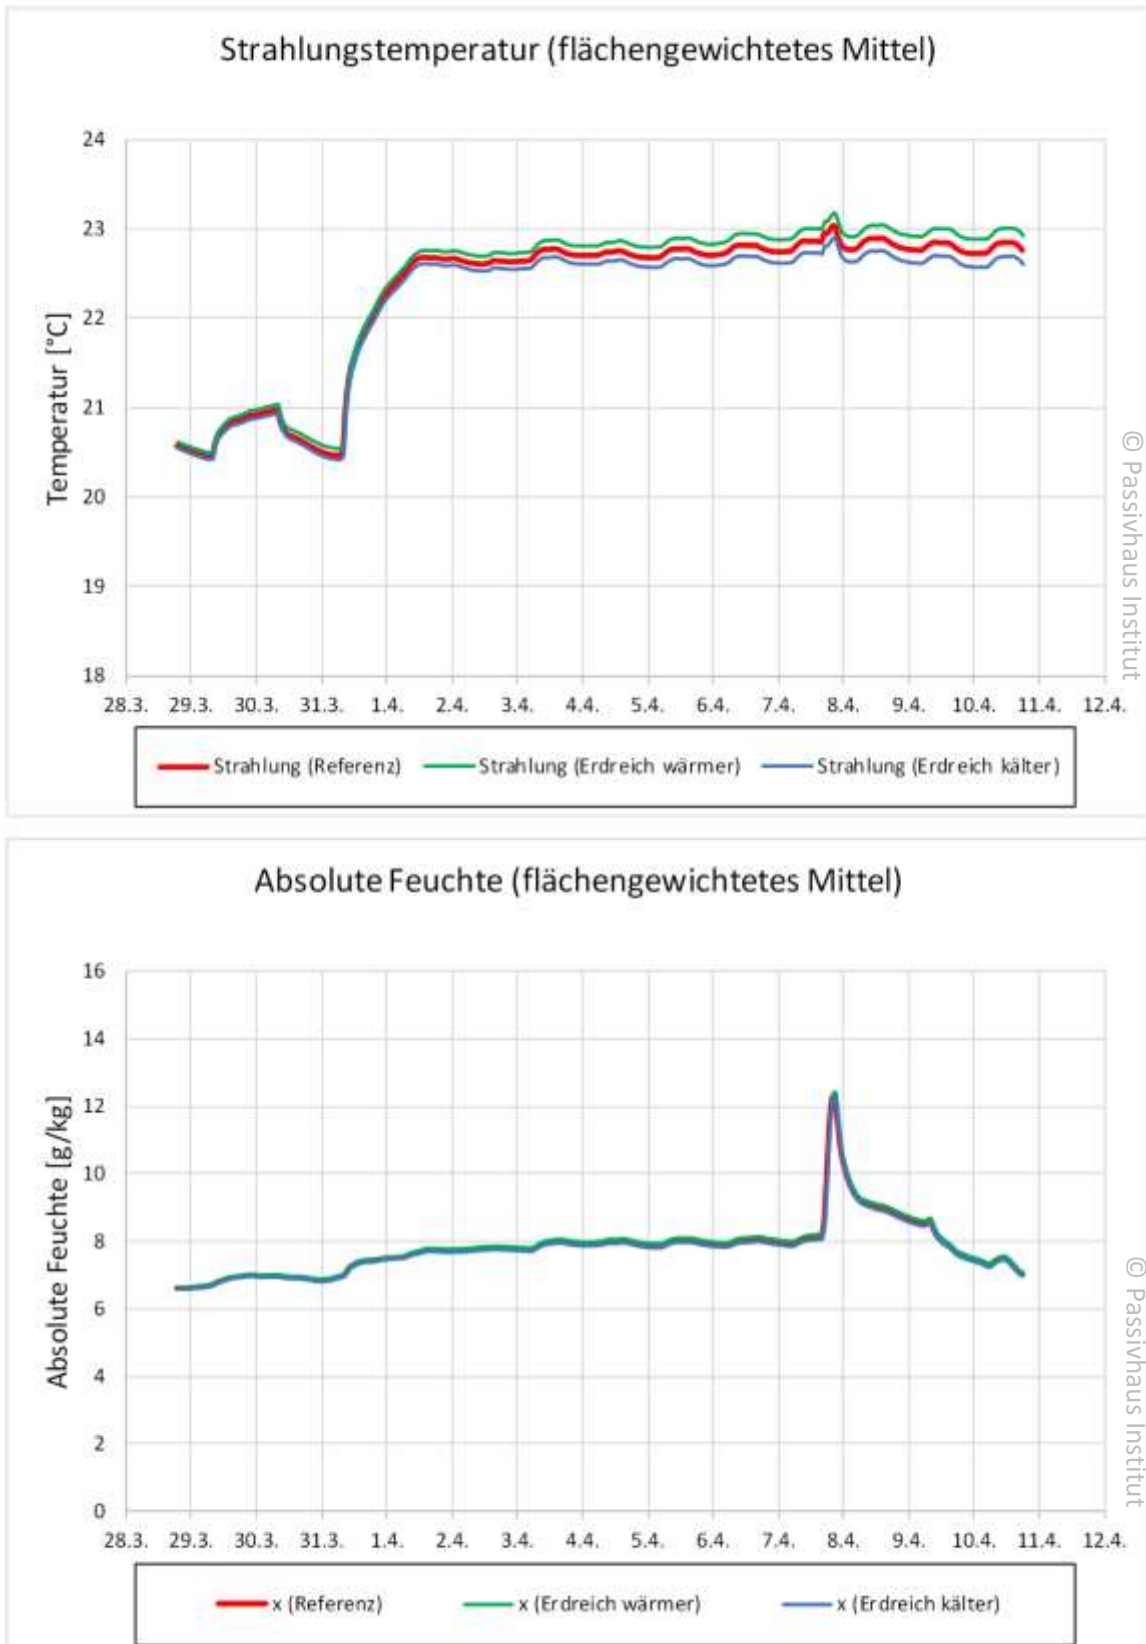 Strahlungstemperatur (flächengewichtetes Mittel)
24
23
22
21
20
19
18
Temperatur [°C]
28.3. 29.3. 30.3. 31.3. 1.4. 2.4. 3.4. 4.4. 5.4. 6.4. 7.4. 8.4. 9.4. 10.4. 11.4. 12.4.
Strahlung (Referenz) Strahlung (Erdreich wärmer) Strahlung (Erdreich kälter)
© Passivhaus Institut
Absolute Feuchte (flächengewichtetes Mittel)
16
14
12
10
8
6
4
2
0
Absolute Feuchte [g/kg]
28.3. 29.3. 30.3. 31.3. 1.4. 2.4. 3.4. 4.4. 5.4. 6.4. 7.4. 8.4. 9.4. 10.4. 11.4. 12.4.
x (Referenz) x (Erdreich wärmer) x (Erdreich kälter)
© Passivhaus Institut